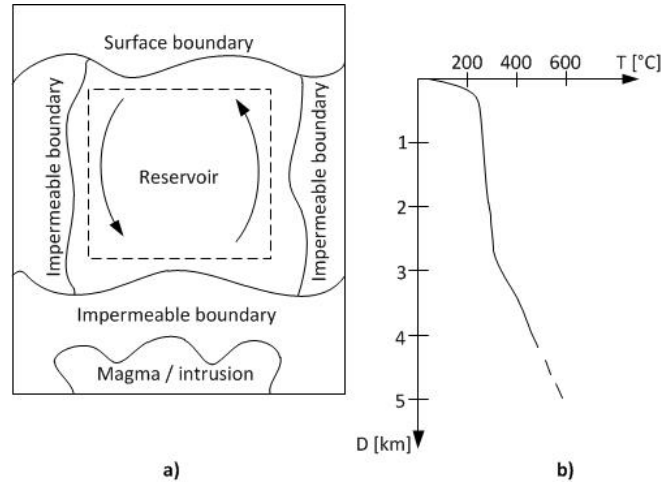 Surface boundary
Impermeable boundary
Reservoir
Impermeable boundary
Impermeable boundary
Magma / intrusion
a)
200 400 600 T [°C]
1
2
3
4
5
D [km]
b)